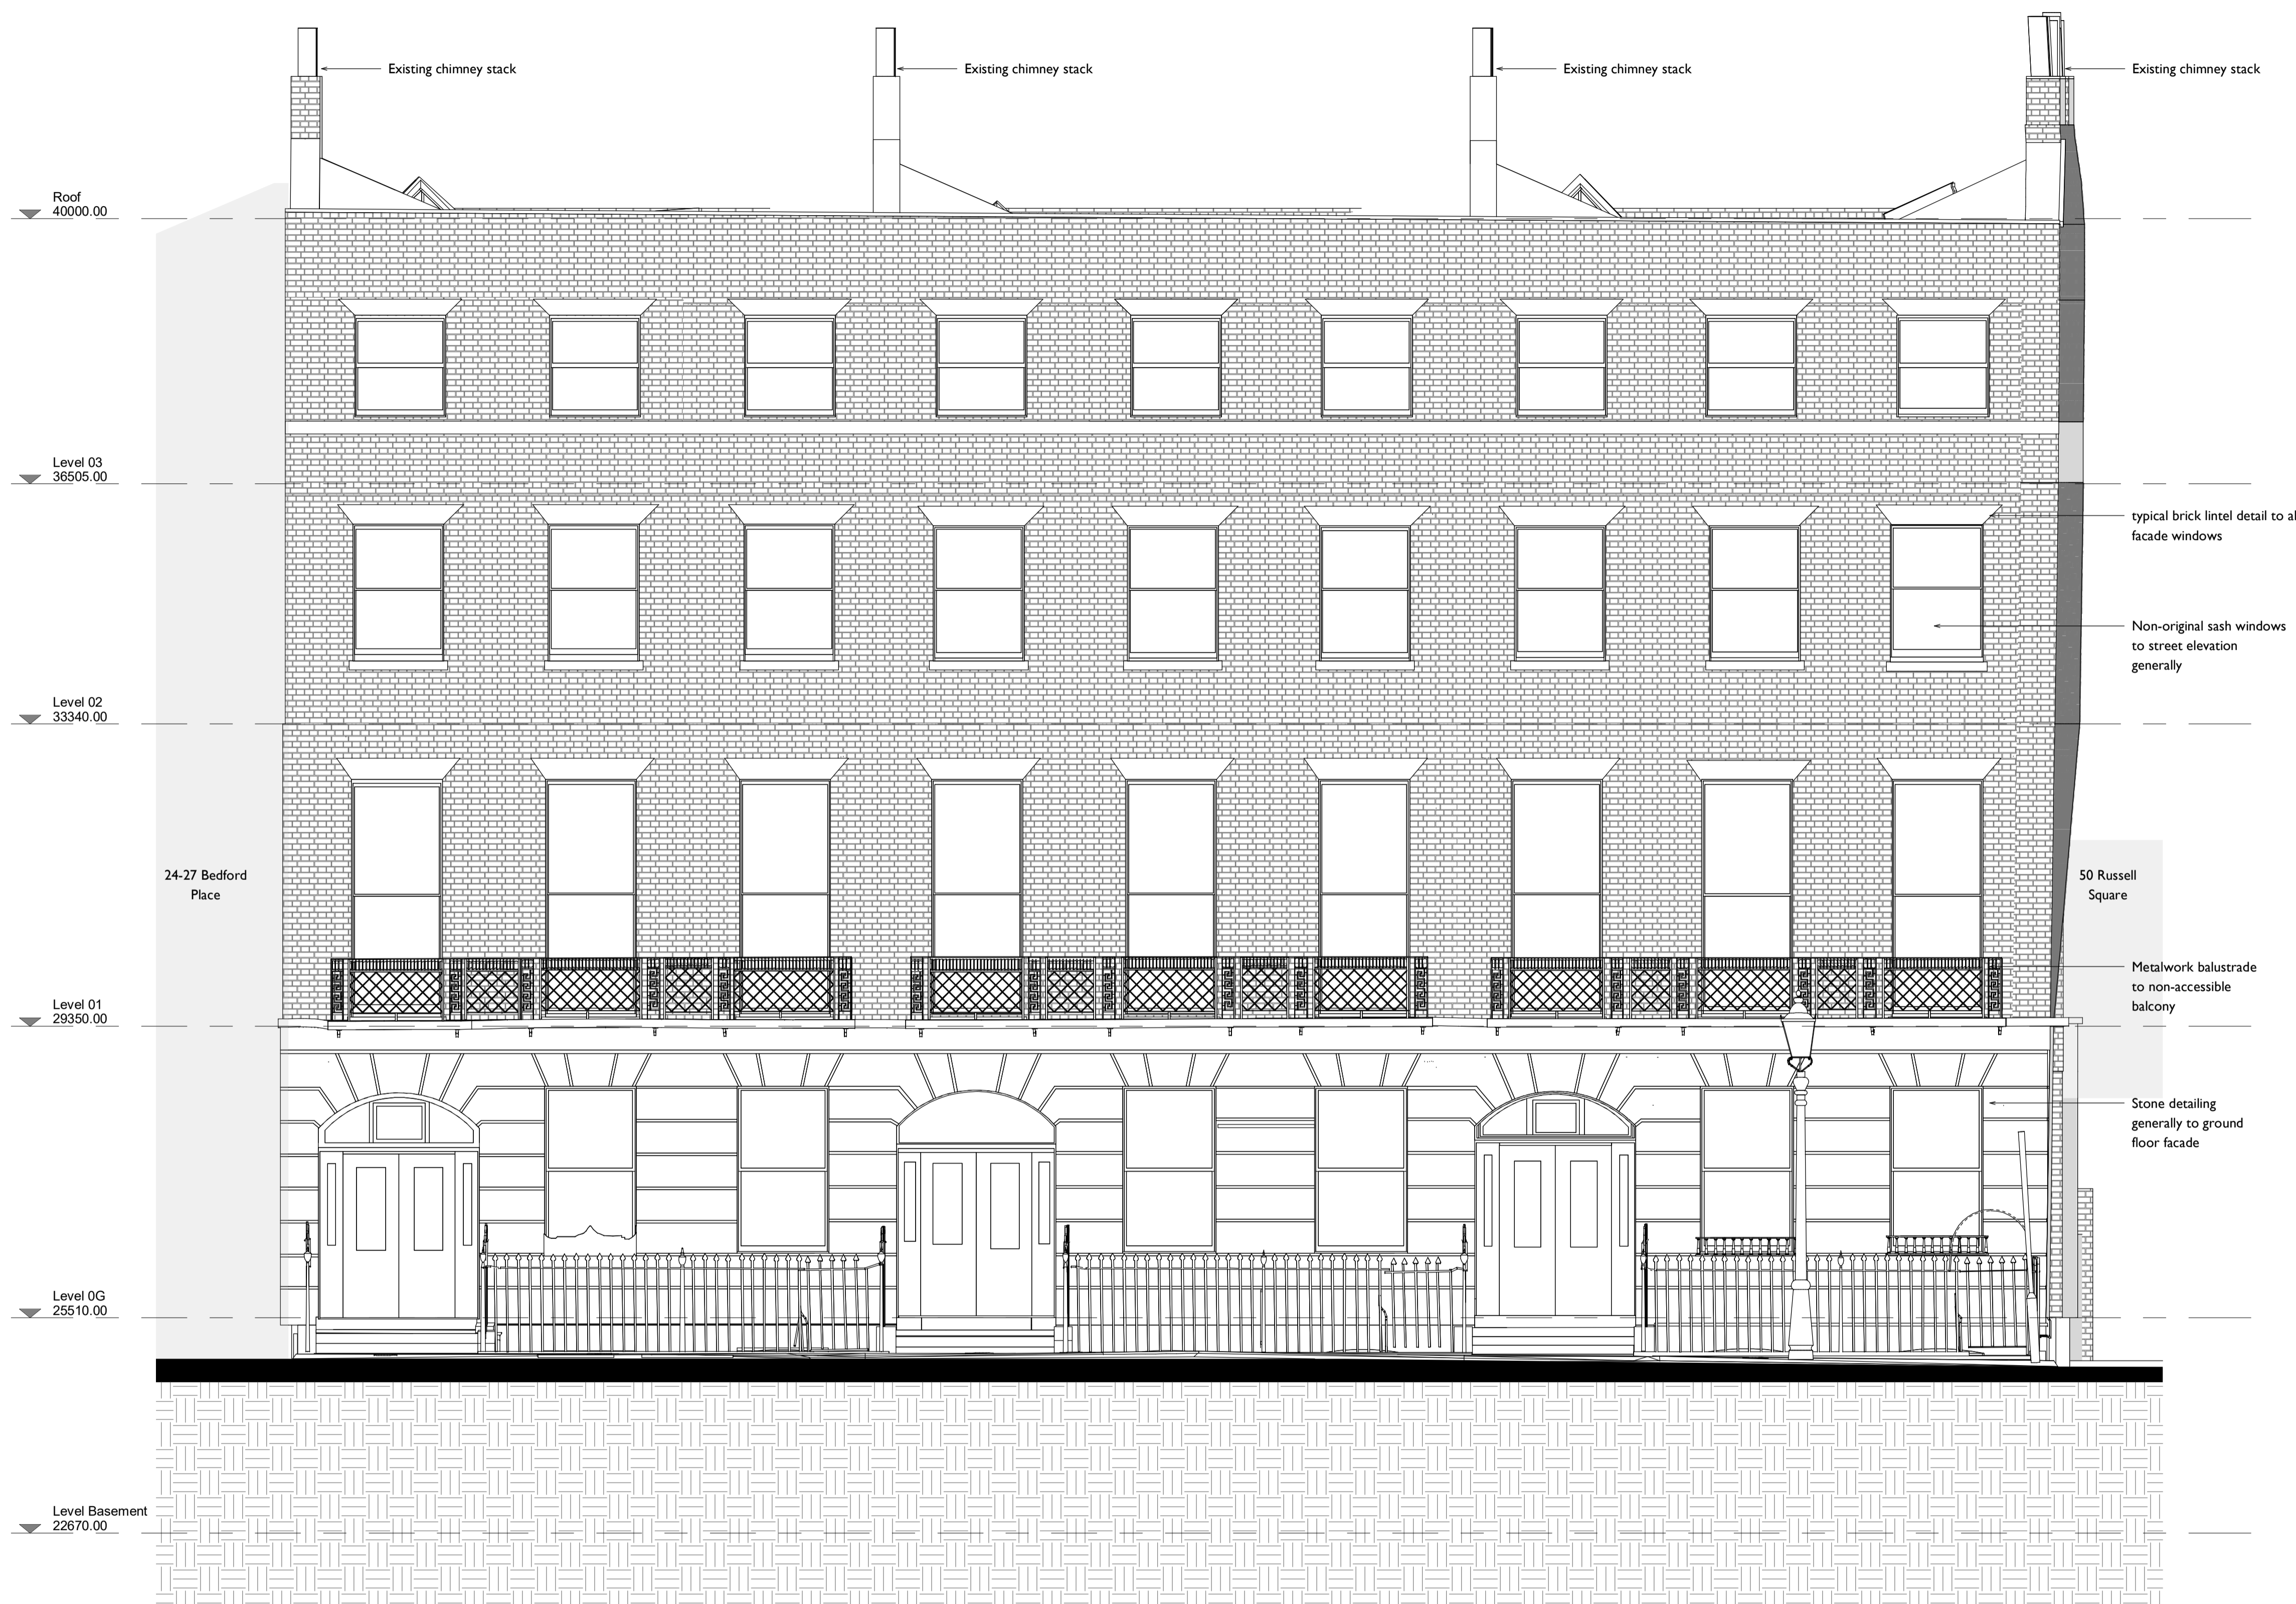 Existing chimney stack
Existing chimney stack
Existing chimney stack
Existing chimney stack
Roof
40000.00
Level 03
36505.00
typical brick lintel detail to al
facade windows
Non-original sash windows
to street elevation
generally
Level 02
33340.00
24-27 Bedford
Place
50 Russell
Square
Metalwork balustrade
to non-accessible
balcony
Level 01
29350.00
Stone detailing
generally to ground
floor facade
Level 0G
25510.00
Level Basement
22670.00